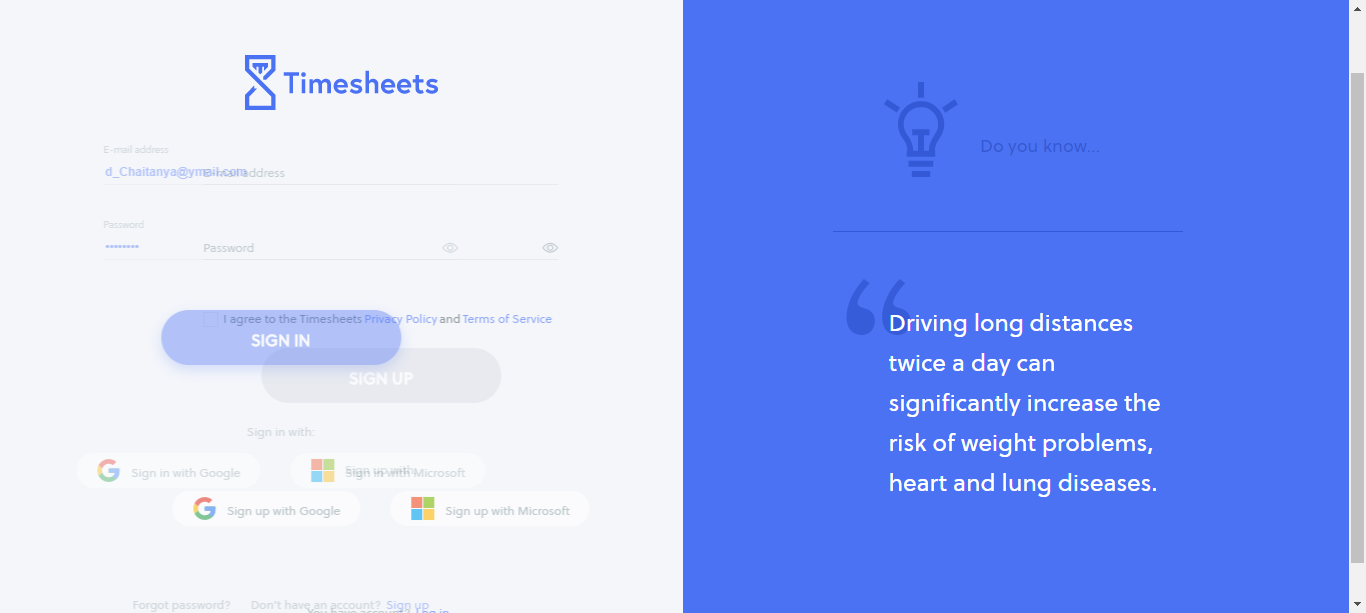 Timesheets
E-mail address
d_Chaitanya@ymail.com
E-mail address
Password
••••••••
Password
I agree to the Timesheets Privacy Policy and Terms of Service
SIGN IN
SIGN UP
Sign in with:
Sign up with:
Sign in with Google
Sign in with Microsoft
Sign up with Google
Sign up with Microsoft
Forgot password?
Don't have an account? Sign up
You have account? Log in
Do you know...
“
Driving long distances
twice a day can
significantly increase the
risk of weight problems,
heart and lung diseases.